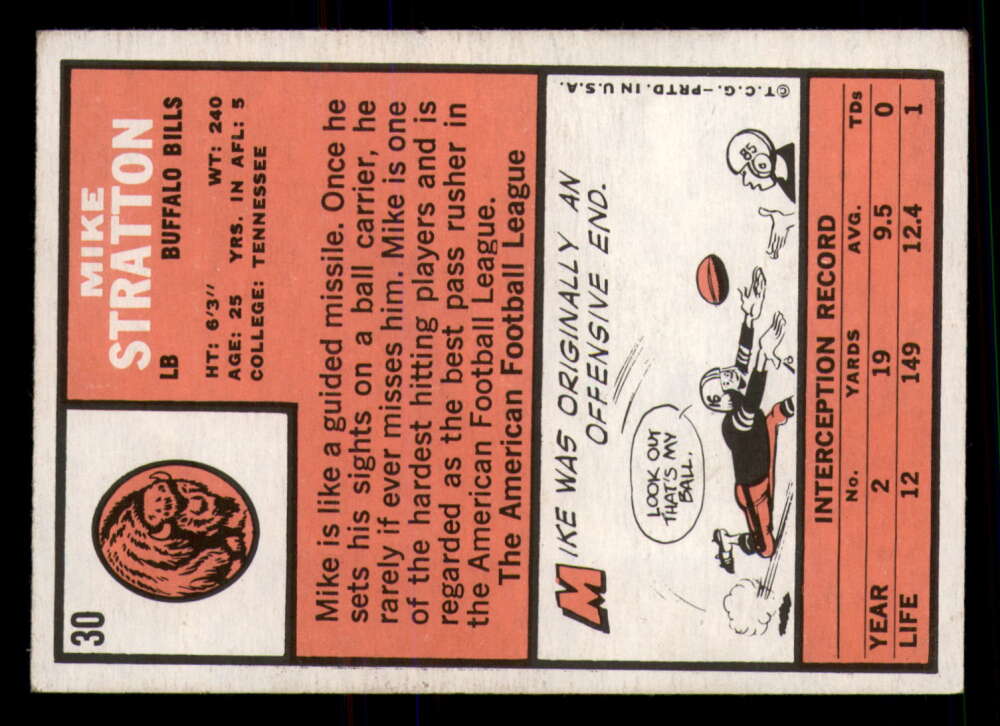 30
MIKE
STRATTON
LB BUFFALO BILLS
HT: 6'3" WT: 240
AGE: 25 YRS. IN AFL: 5
COLLEGE: TENNESSEE
Mike is like a guided missile. Once he
sets his sights on a ball carrier, he
rarely if ever misses him. Mike is one
of the hardest hitting players and is
regarded as the best pass rusher in
the American Football League.
The American Football League
MIKE WAS ORIGINALLY AN
OFFENSIVE END.
LOOK OUT
THAT'S MY
BALL.
16
85
©T.C.G.—PRTD. IN U.S.A.
INTERCEPTION RECORD
No. YARDS AVG. TDs
YEAR 2 19 9.5 0
LIFE 12 149 12.4 1